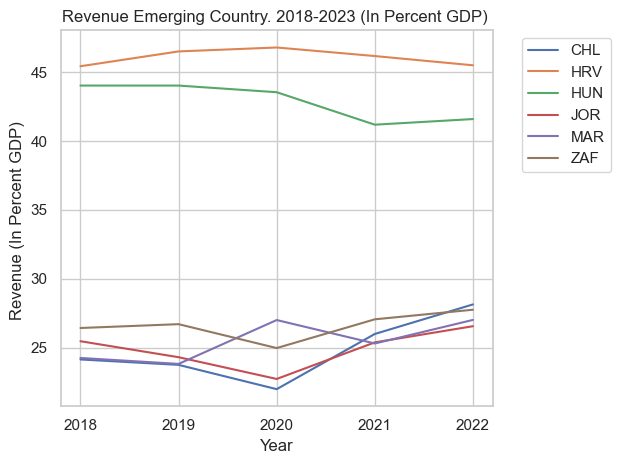 Revenue Emerging Country. 2018-2023 (In Percent GDP)
CHL
HRV
HUN
JOR
MAR
ZAF
Revenue (In Percent GDP)
45
40
35
30
25
2018 2019 2020 2021 2022
Year